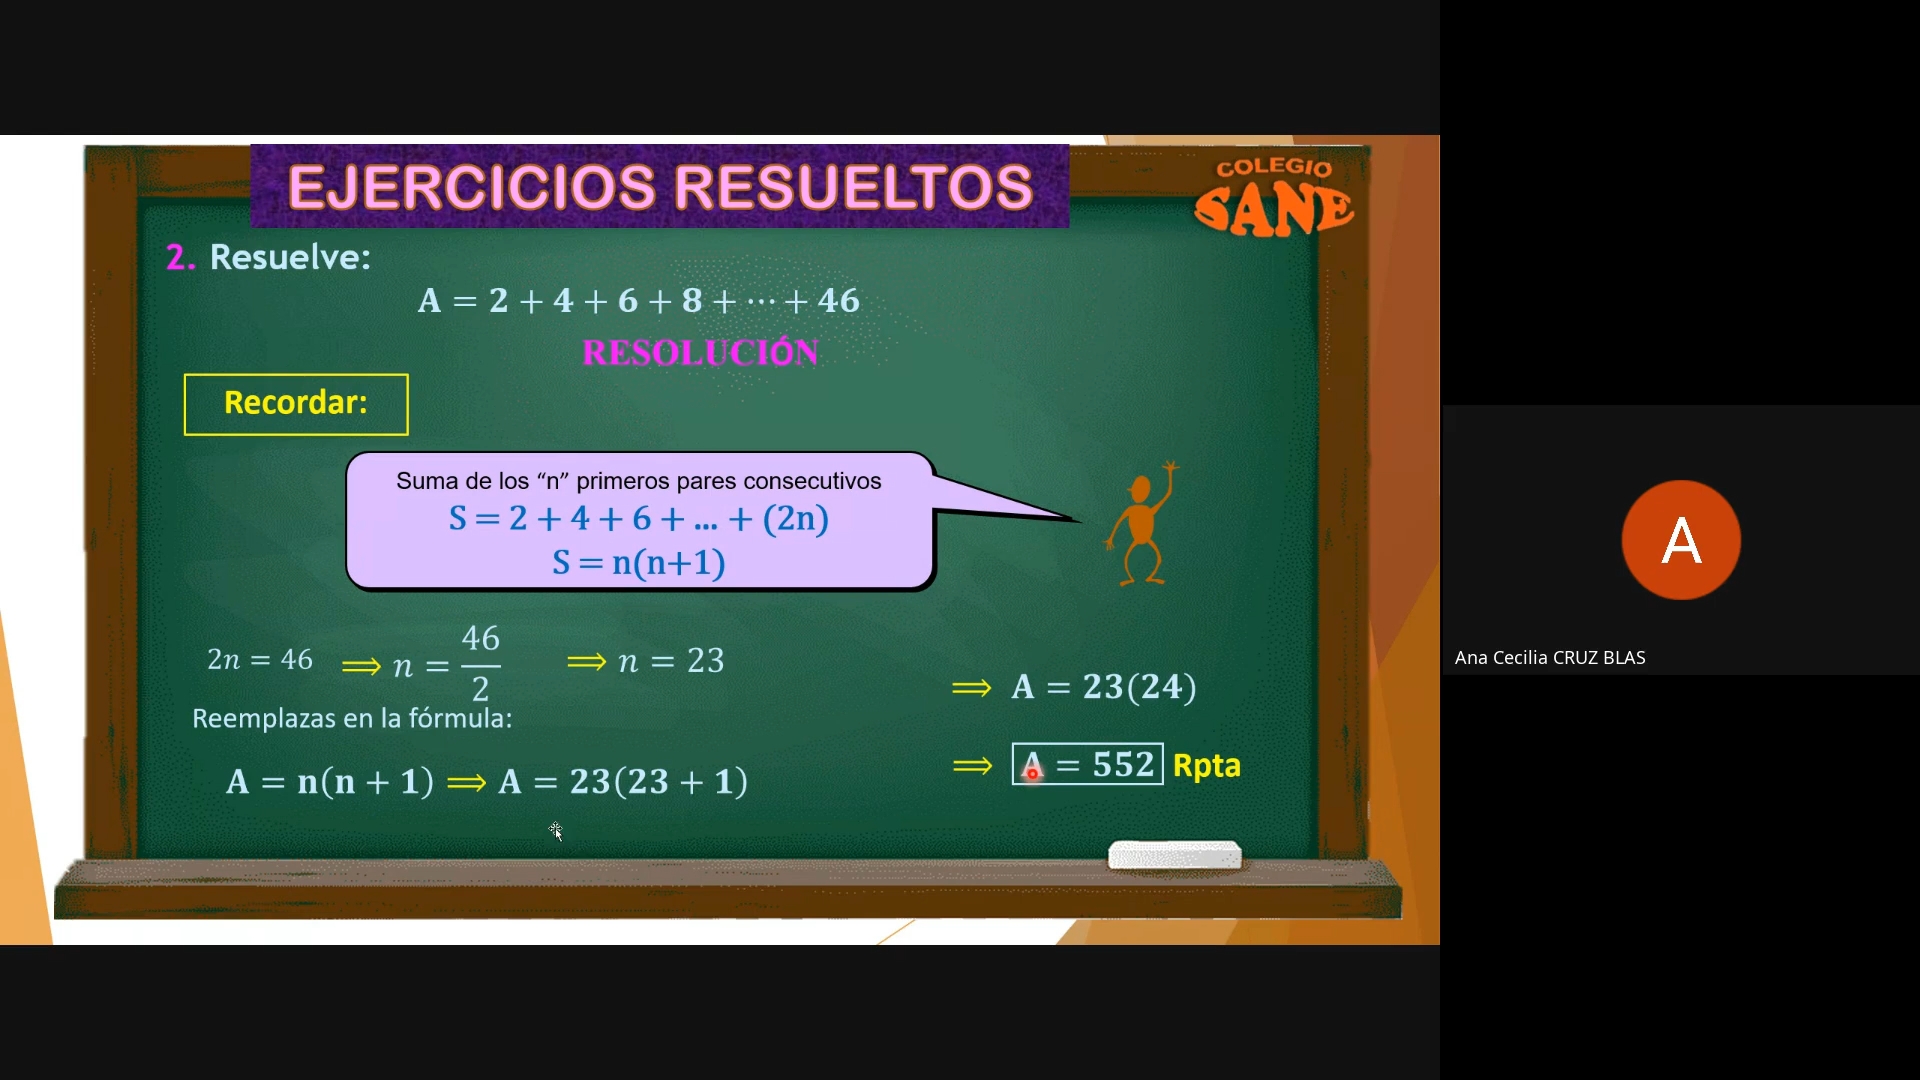 EJERCICIOS RESUELTOS
COLEGIO
SANE
2. Resuelve:
A = 2 + 4 + 6 + 8 + ⋯ + 46
RESOLUCIÓN
Recordar:
Suma de los “n” primeros pares consecutivos
S = 2 + 4 + 6 + ... + (2n)
S = n(n+1)
2n = 46 ⟹ n = 46/2 ⟹ n = 23
Reemplazas en la fórmula:
A = n(n + 1) ⟹ A = 23(23 + 1)
⟹ A = 23(24)
⟹ A = 552 Rpta
A
Ana Cecilia CRUZ BLAS